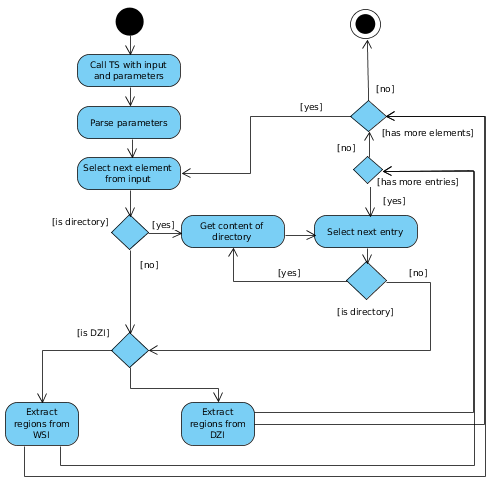 Call TS with input
and parameters
[no]
[yes]
Parse parameters
[has more elements]
[no]
Select next element
from input
[has more entries]
[yes]
[is directory]
[yes]
Get content of
directory
Select next entry
[no]
[yes]
[no]
[is directory]
[is DZI]
Extract
regions from
WSI
Extract
regions from
DZI